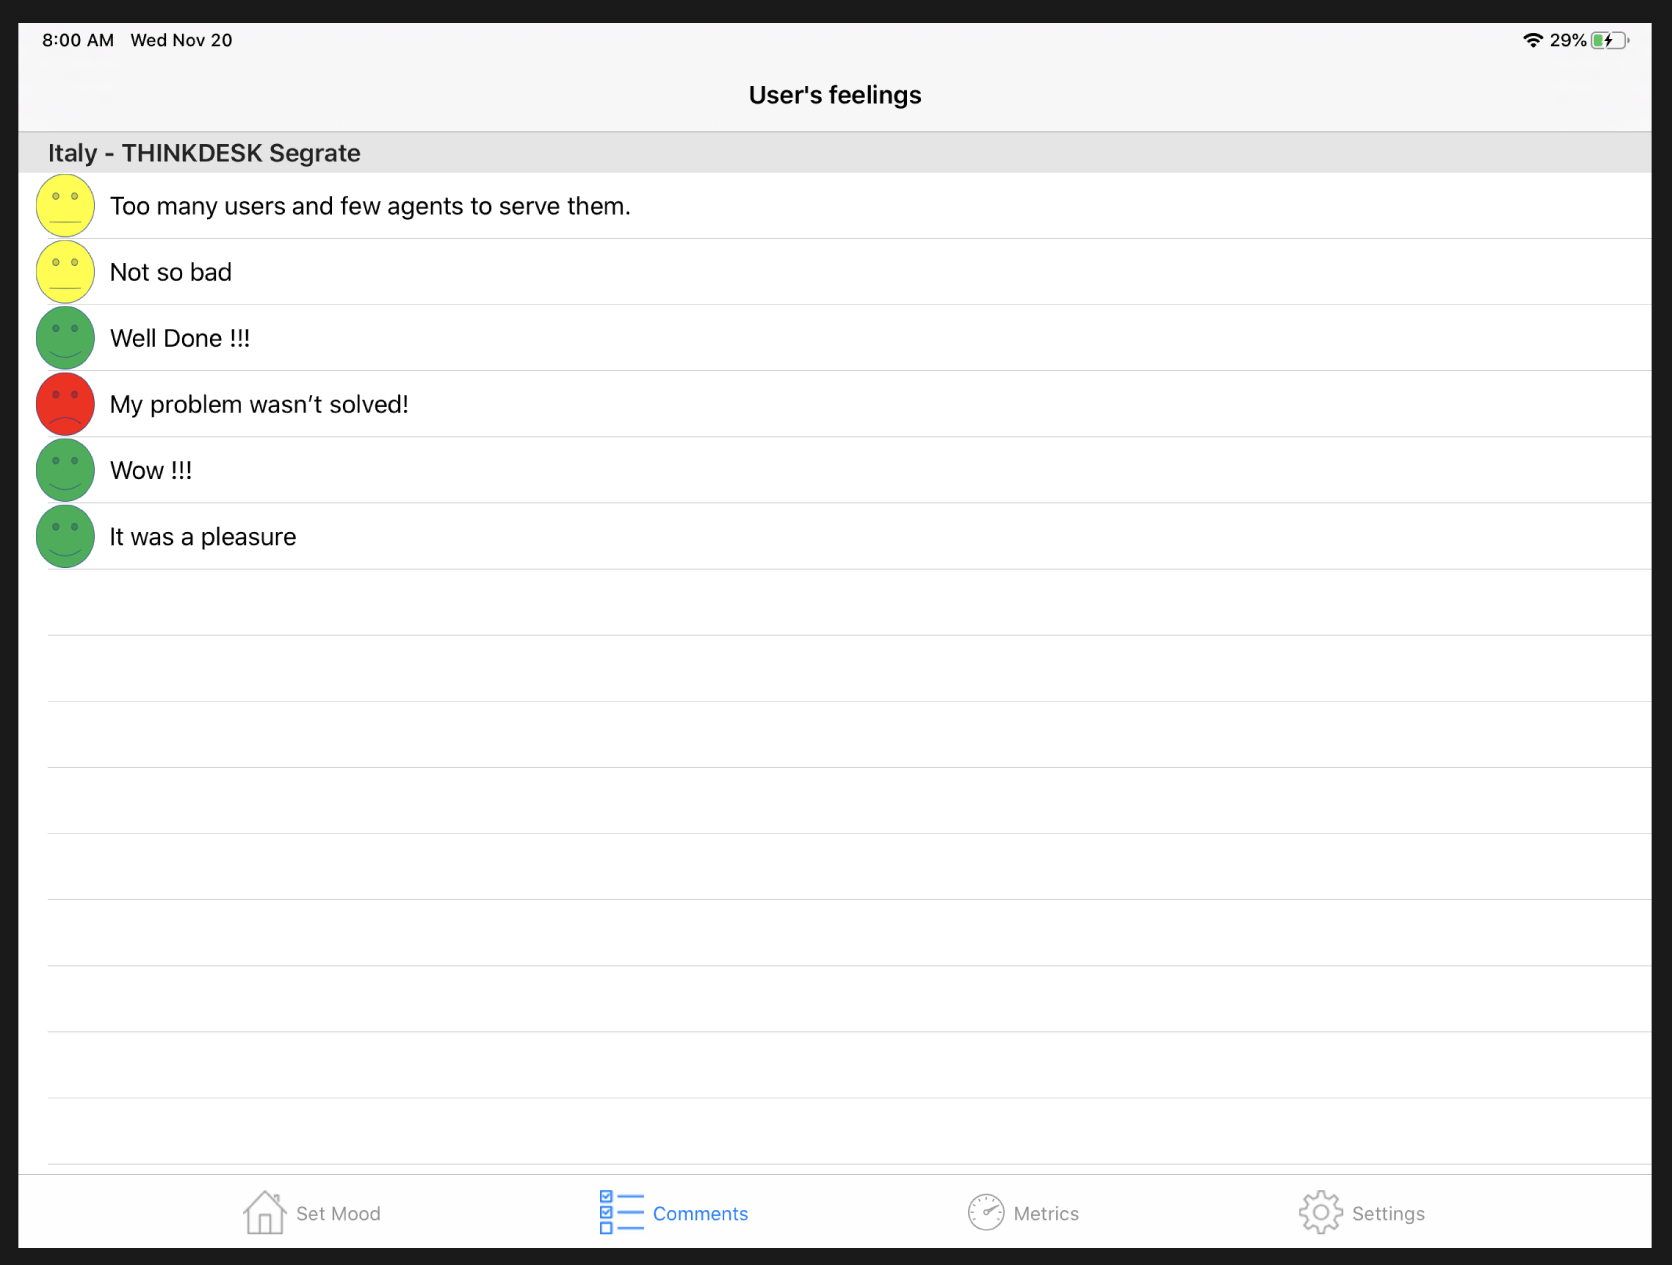 8:00 AM Wed Nov 20 29%
User's feelings
Italy - THINKDESK Segrate
Too many users and few agents to serve them.
Not so bad
Well Done !!!
My problem wasn’t solved!
Wow !!!
It was a pleasure
Set Mood Comments Metrics Settings